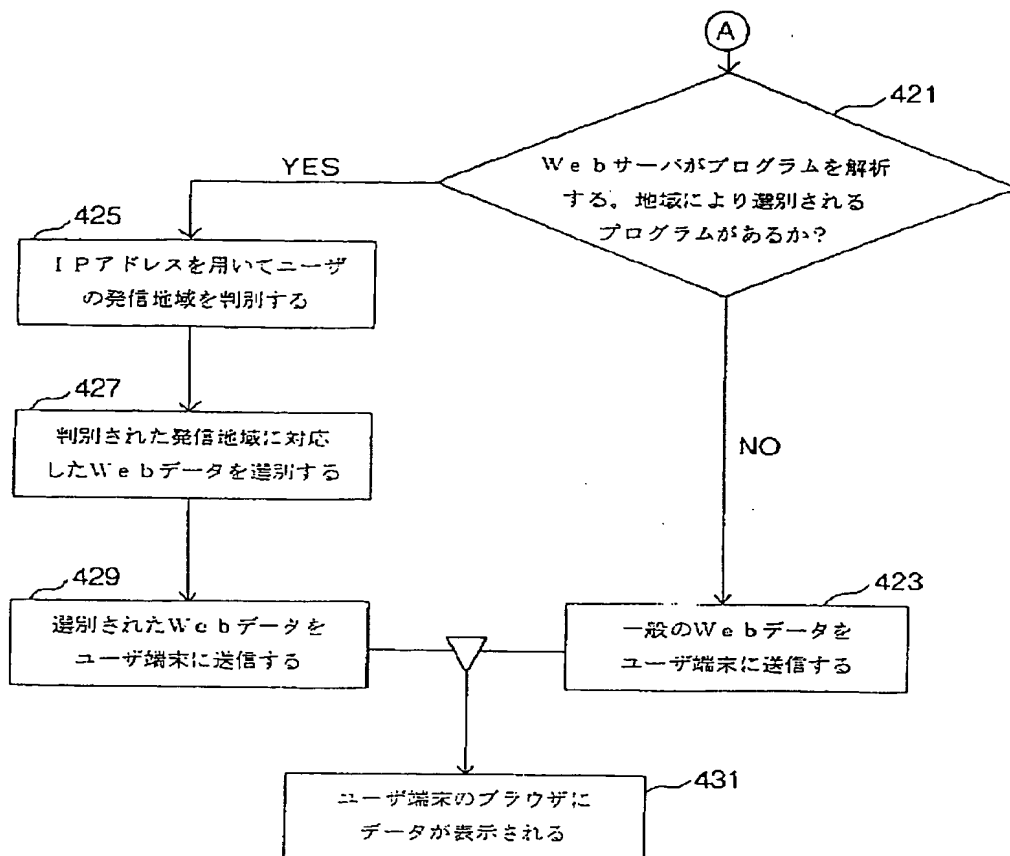 A
421
Webサーバがプログラムを解析
する。地域により選別される
プログラムがあるか?
YES
425
IPアドレスを用いてユーザ
の発信地域を判別する
427
判別された発信地域に対応
したWebデータを選別する
NO
429
選別されたWebデータを
ユーザ端末に送信する
423
一般のWebデータを
ユーザ端末に送信する
431
ユーザ端末のブラウザに
データが表示される